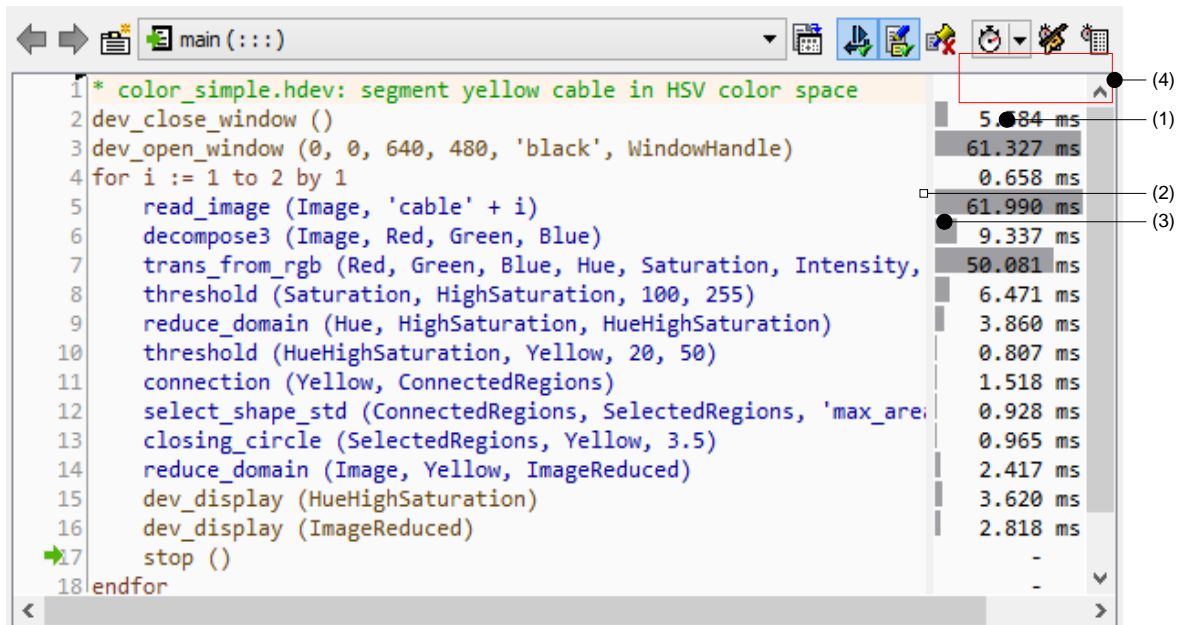 main (:::)
1 * color_simple.hdev: segment yellow cable in HSV color space
(4)
2 dev_close_window () 5.584 ms (1)
3 dev_open_window (0, 0, 640, 480, 'black', WindowHandle) 61.327 ms
4 for i := 1 to 2 by 1 0.658 ms
(2)
5 read_image (Image, 'cable' + i) 61.990 ms
(3)
6 decompose3 (Image, Red, Green, Blue) 9.337 ms
7 trans_from_rgb (Red, Green, Blue, Hue, Saturation, Intensity, 50.081 ms
8 threshold (Saturation, HighSaturation, 100, 255) 6.471 ms
9 reduce_domain (Hue, HighSaturation, HueHighSaturation) 3.860 ms
10 threshold (HueHighSaturation, Yellow, 20, 50) 0.807 ms
11 connection (Yellow, ConnectedRegions) 1.518 ms
12 select_shape_std (ConnectedRegions, SelectedRegions, 'max_area 0.928 ms
13 closing_circle (SelectedRegions, Yellow, 3.5) 0.965 ms
14 reduce_domain (Image, Yellow, ImageReduced) 2.417 ms
15 dev_display (HueHighSaturation) 3.620 ms
16 dev_display (ImageReduced) 2.818 ms
17 stop () -
18 endfor -